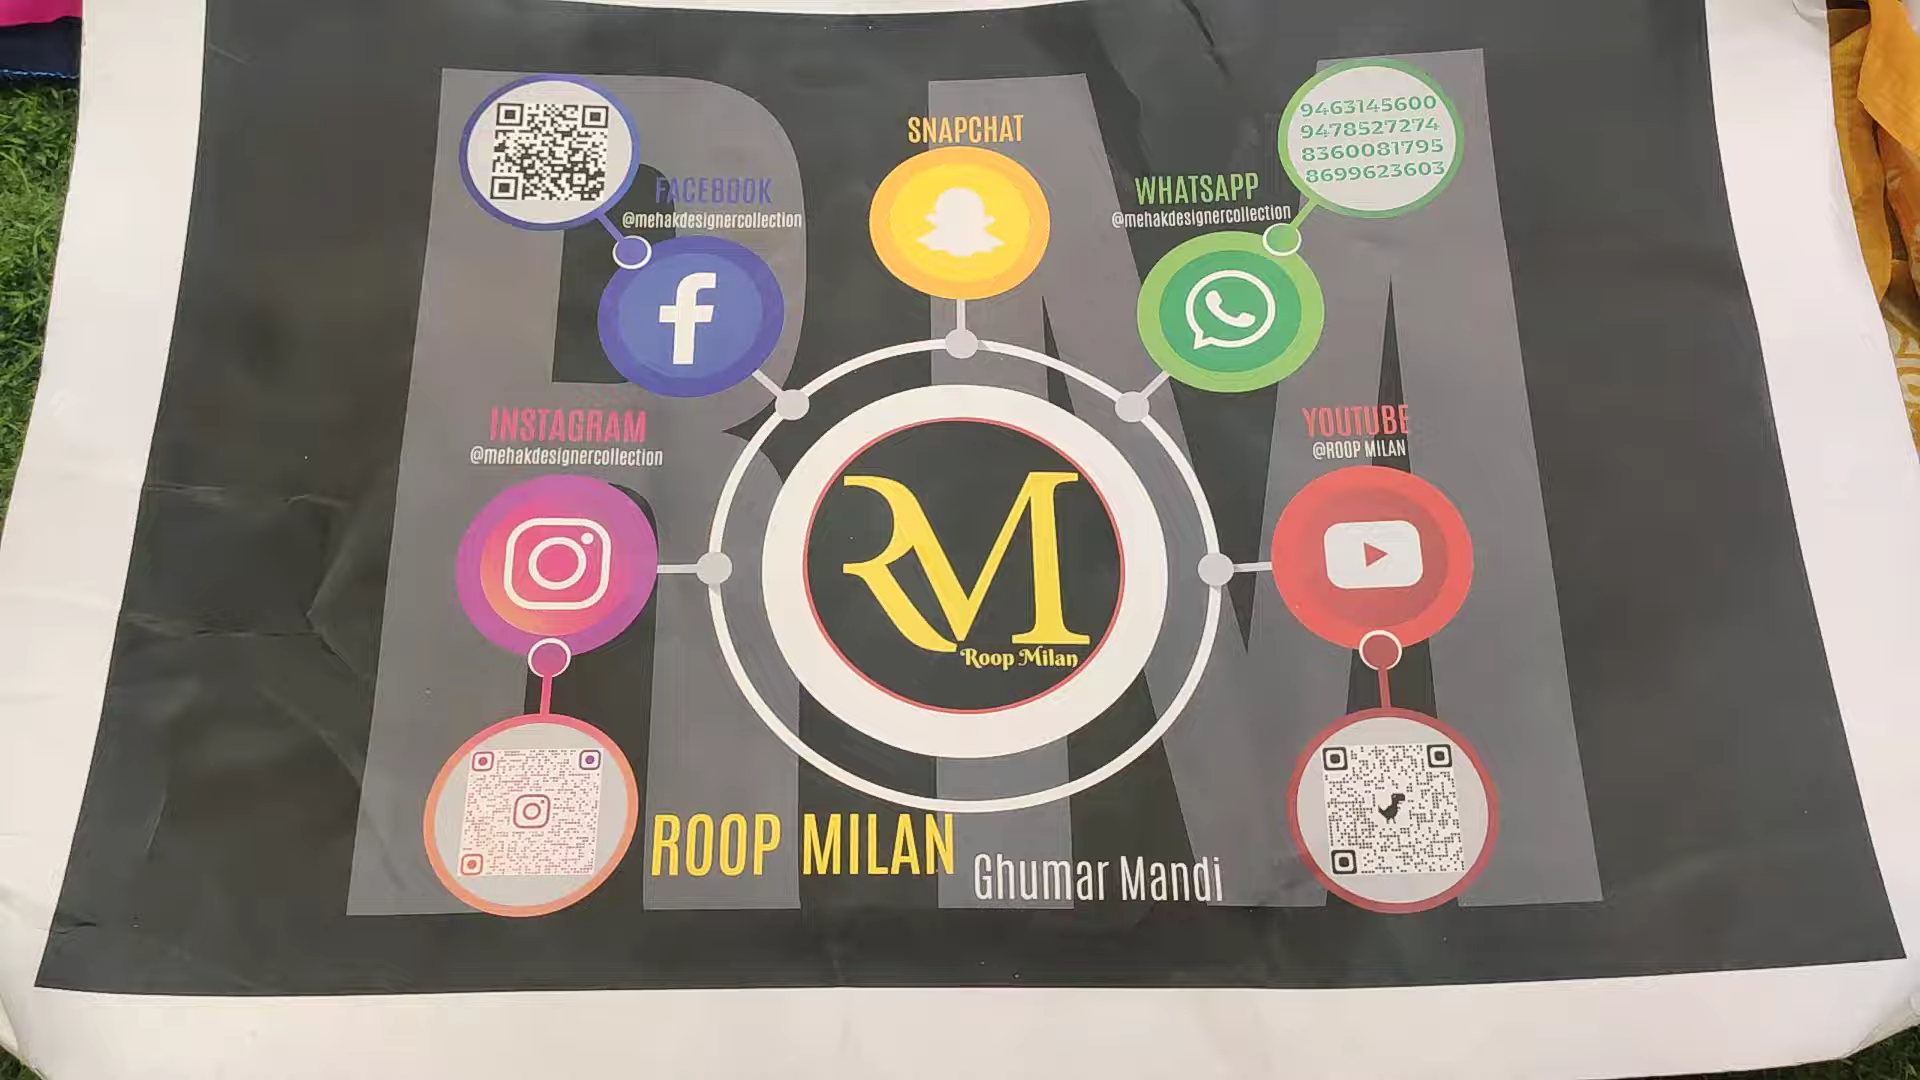 SNAPCHAT
FACEBOOK
@mehakdesignercollection
WHATSAPP
@mehakdesignercollection
9463145600
9478527274
8360081795
8699623603
INSTAGRAM
@mehakdesignercollection
YOUTUBE
@ROOP MILAN
RM
Roop Milan
ROOP MILAN
Ghumar Mandi
RM